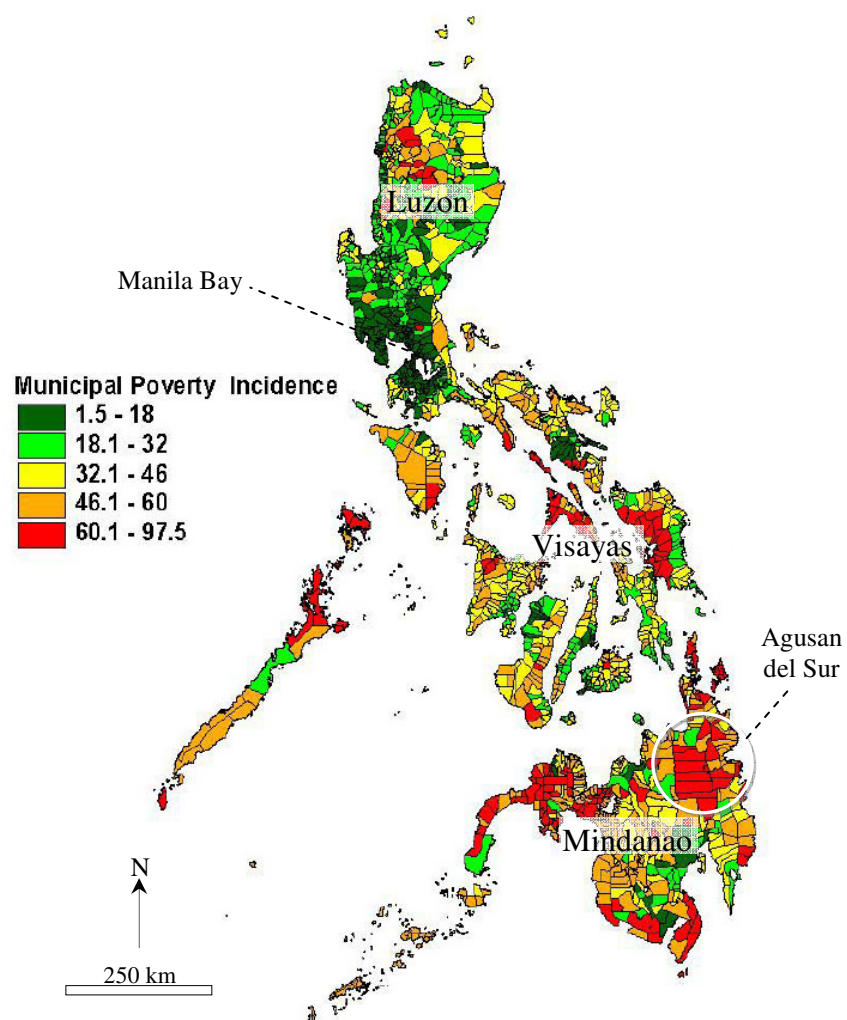 Luzon
Manila Bay
Municipal Poverty Incidence
1.5 - 18
18.1 - 32
32.1 - 46
46.1 - 60
60.1 - 97.5
Visayas
Agusan
del Sur
Mindanao
N
250 km